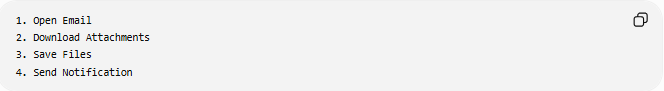 1. Open Email
2. Download Attachments
3. Save Files
4. Send Notification